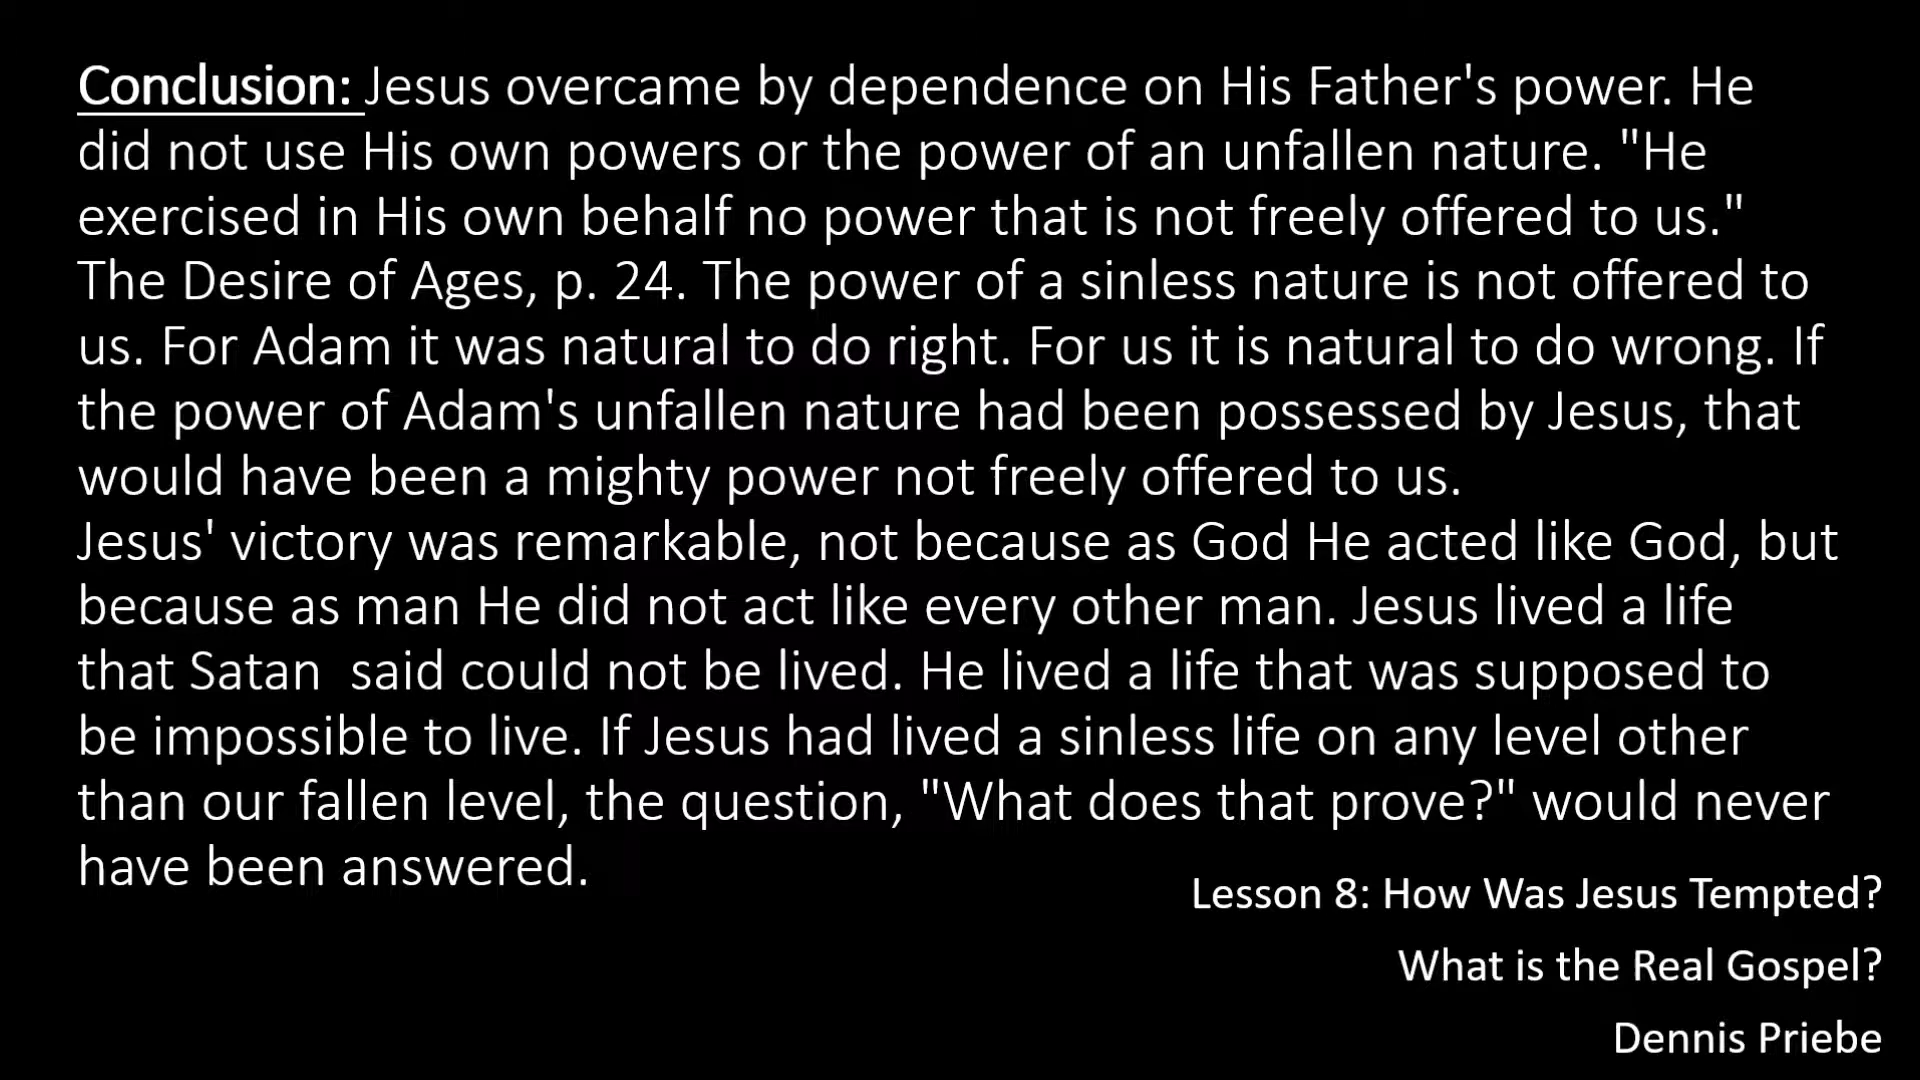 Conclusion: Jesus overcame by dependence on His Father's power. He
did not use His own powers or the power of an unfallen nature. "He
exercised in His own behalf no power that is not freely offered to us."
The Desire of Ages, p. 24. The power of a sinless nature is not offered to
us. For Adam it was natural to do right. For us it is natural to do wrong. If
the power of Adam's unfallen nature had been possessed by Jesus, that
would have been a mighty power not freely offered to us.
Jesus' victory was remarkable, not because as God He acted like God, but
because as man He did not act like every other man. Jesus lived a life
that Satan  said could not be lived. He lived a life that was supposed to
be impossible to live. If Jesus had lived a sinless life on any level other
than our fallen level, the question, "What does that prove?" would never
have been answered.
Lesson 8: How Was Jesus Tempted?
What is the Real Gospel?
Dennis Priebe